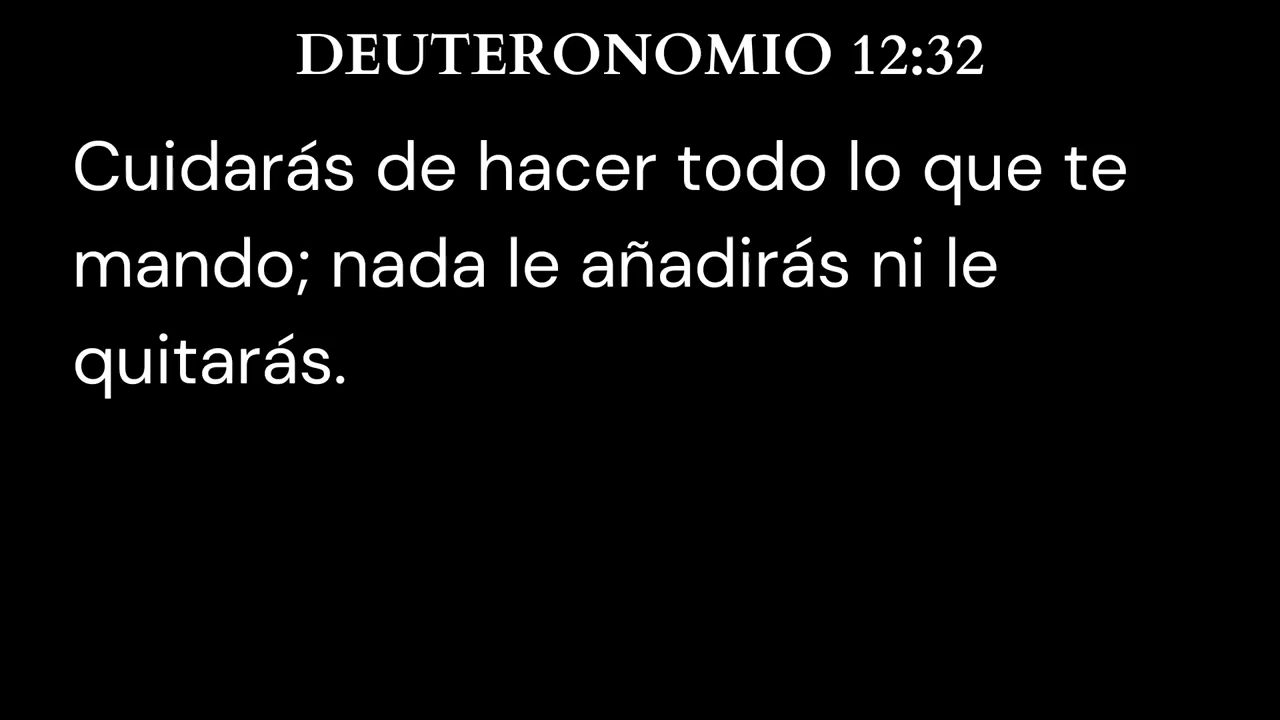 DEUTERONOMIO 12:32
Cuidarás de hacer todo lo que te
mando; nada le añadirás ni le
quitarás.